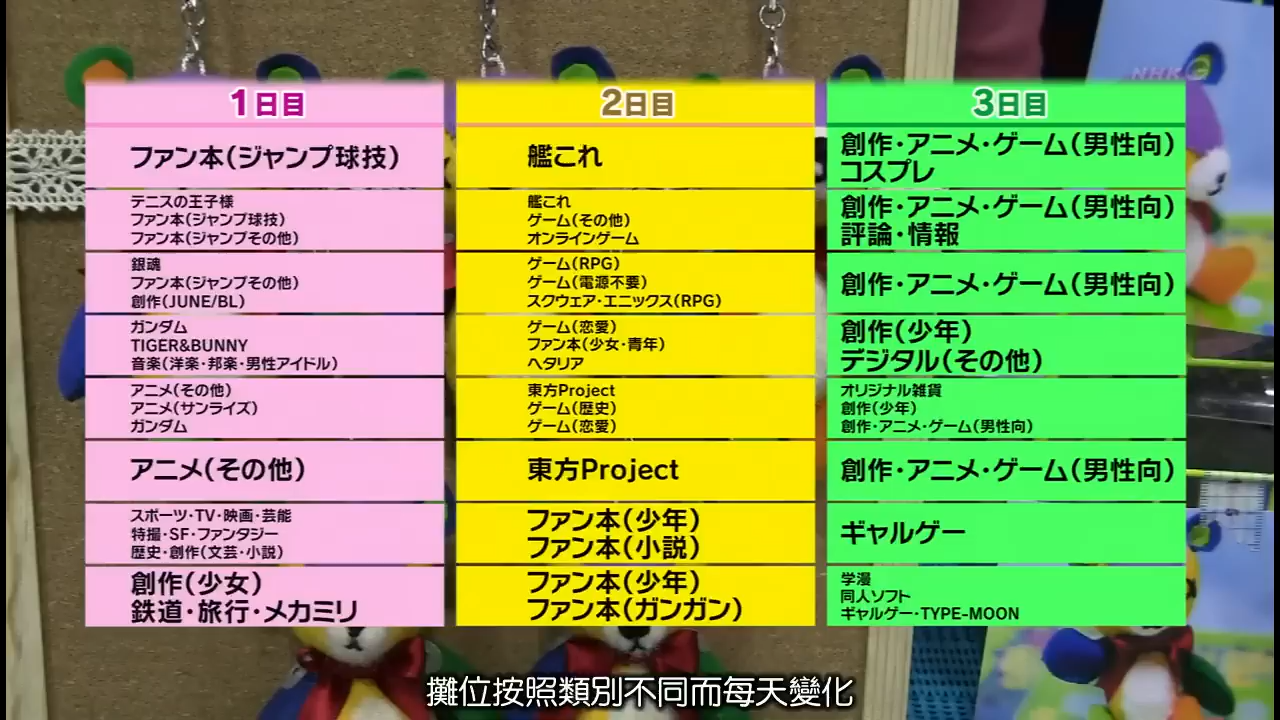 NHK G
1日目
ファン本(ジャンプ球技)
テニスの王子様
ファン本(ジャンプ球技)
ファン本(ジャンプその他)
銀魂
ファン本(ジャンプその他)
創作(JUNE/BL)
ガンダム
TIGER&BUNNY
音楽(洋楽・邦楽・男性アイドル)
アニメ(その他)
アニメ(サンライズ)
ガンダム
アニメ(その他)
スポーツ・TV・映画・芸能
特撮・SF・ファンタジー
歴史・創作(文芸・小説)
創作(少女)
鉄道・旅行・メカミリ
2日目
艦これ
艦これ
ゲーム(その他)
オンラインゲーム
ゲーム(RPG)
ゲーム(電源不要)
スクウェア・エニックス(RPG)
ゲーム(恋愛)
ファン本(少女・青年)
ヘタリア
東方Project
ゲーム(歴史)
ゲーム(恋愛)
東方Project
ファン本(少年)
ファン本(小説)
ファン本(少年)
ファン本(ガンガン)
3日目
創作・アニメ・ゲーム(男性向)
コスプレ
創作・アニメ・ゲーム(男性向)
評論・情報
創作・アニメ・ゲーム(男性向)
創作(少年)
デジタル(その他)
オリジナル雑貨
創作(少年)
創作・アニメ・ゲーム(男性向)
創作・アニメ・ゲーム(男性向)
ギャルゲー
学漫
同人ソフト
ギャルゲー・TYPE-MOON
攤位按照類別不同而每天變化